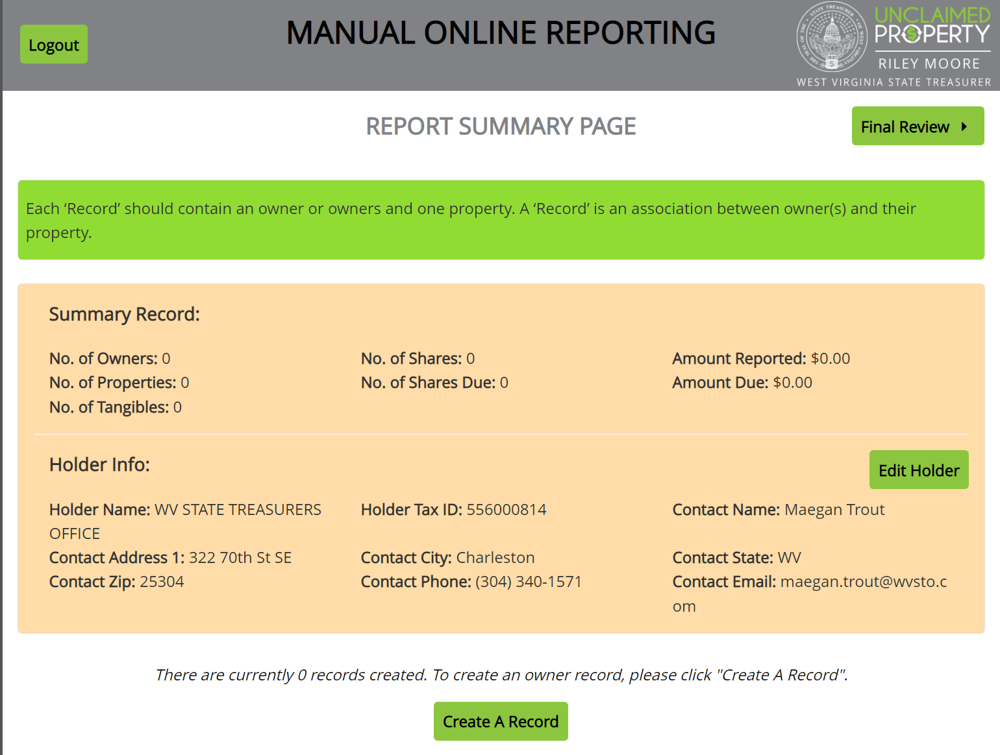 Logout
MANUAL ONLINE REPORTING
UNCLAIMED
PROPERTY
RILEY MOORE
WEST VIRGINIA STATE TREASURER
REPORT SUMMARY PAGE
Final Review
Each ‘Record’ should contain an owner or owners and one property. A ‘Record’ is an association between owner(s) and their
property.
Summary Record:
No. of Owners: 0
No. of Shares: 0
Amount Reported: $0.00
No. of Properties: 0
No. of Shares Due: 0
Amount Due: $0.00
No. of Tangibles: 0
Holder Info:
Edit Holder
Holder Name: WV STATE TREASURERS
OFFICE
Holder Tax ID: 556000814
Contact Name: Maegan Trout
Contact Address 1: 322 70th St SE
Contact City: Charleston
Contact State: WV
Contact Zip: 25304
Contact Phone: (304) 340-1571
Contact Email: maegan.trout@wvsto.c
om
There are currently 0 records created. To create an owner record, please click "Create A Record".
Create A Record